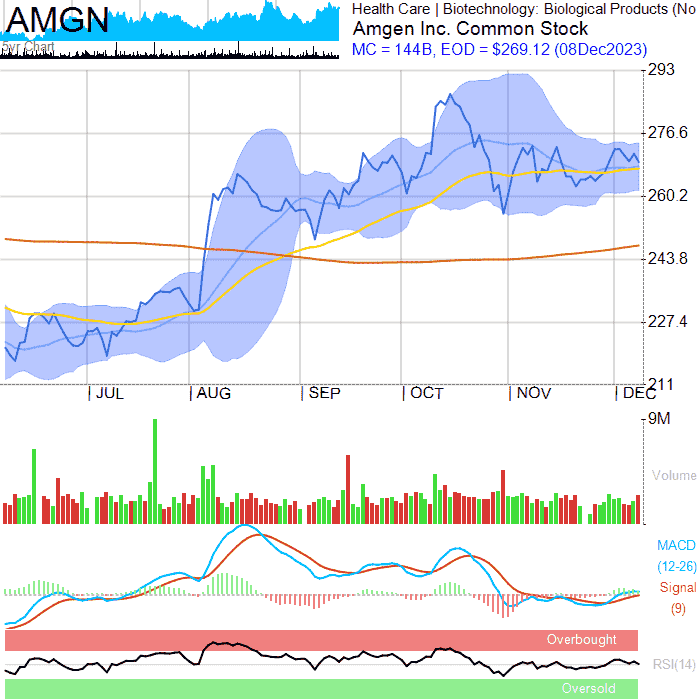 AMGN
5yr Chart
Health Care | Biotechnology: Biological Products (No
Amgen Inc. Common Stock
MC = 144B, EOD = $269.12 (08Dec2023)
293
276.6
260.2
243.8
227.4
211
JUL AUG SEP OCT NOV DEC
9M
Volume
MACD
(12-26)
Signal
(9)
Overbought
RSI(14)
Oversold